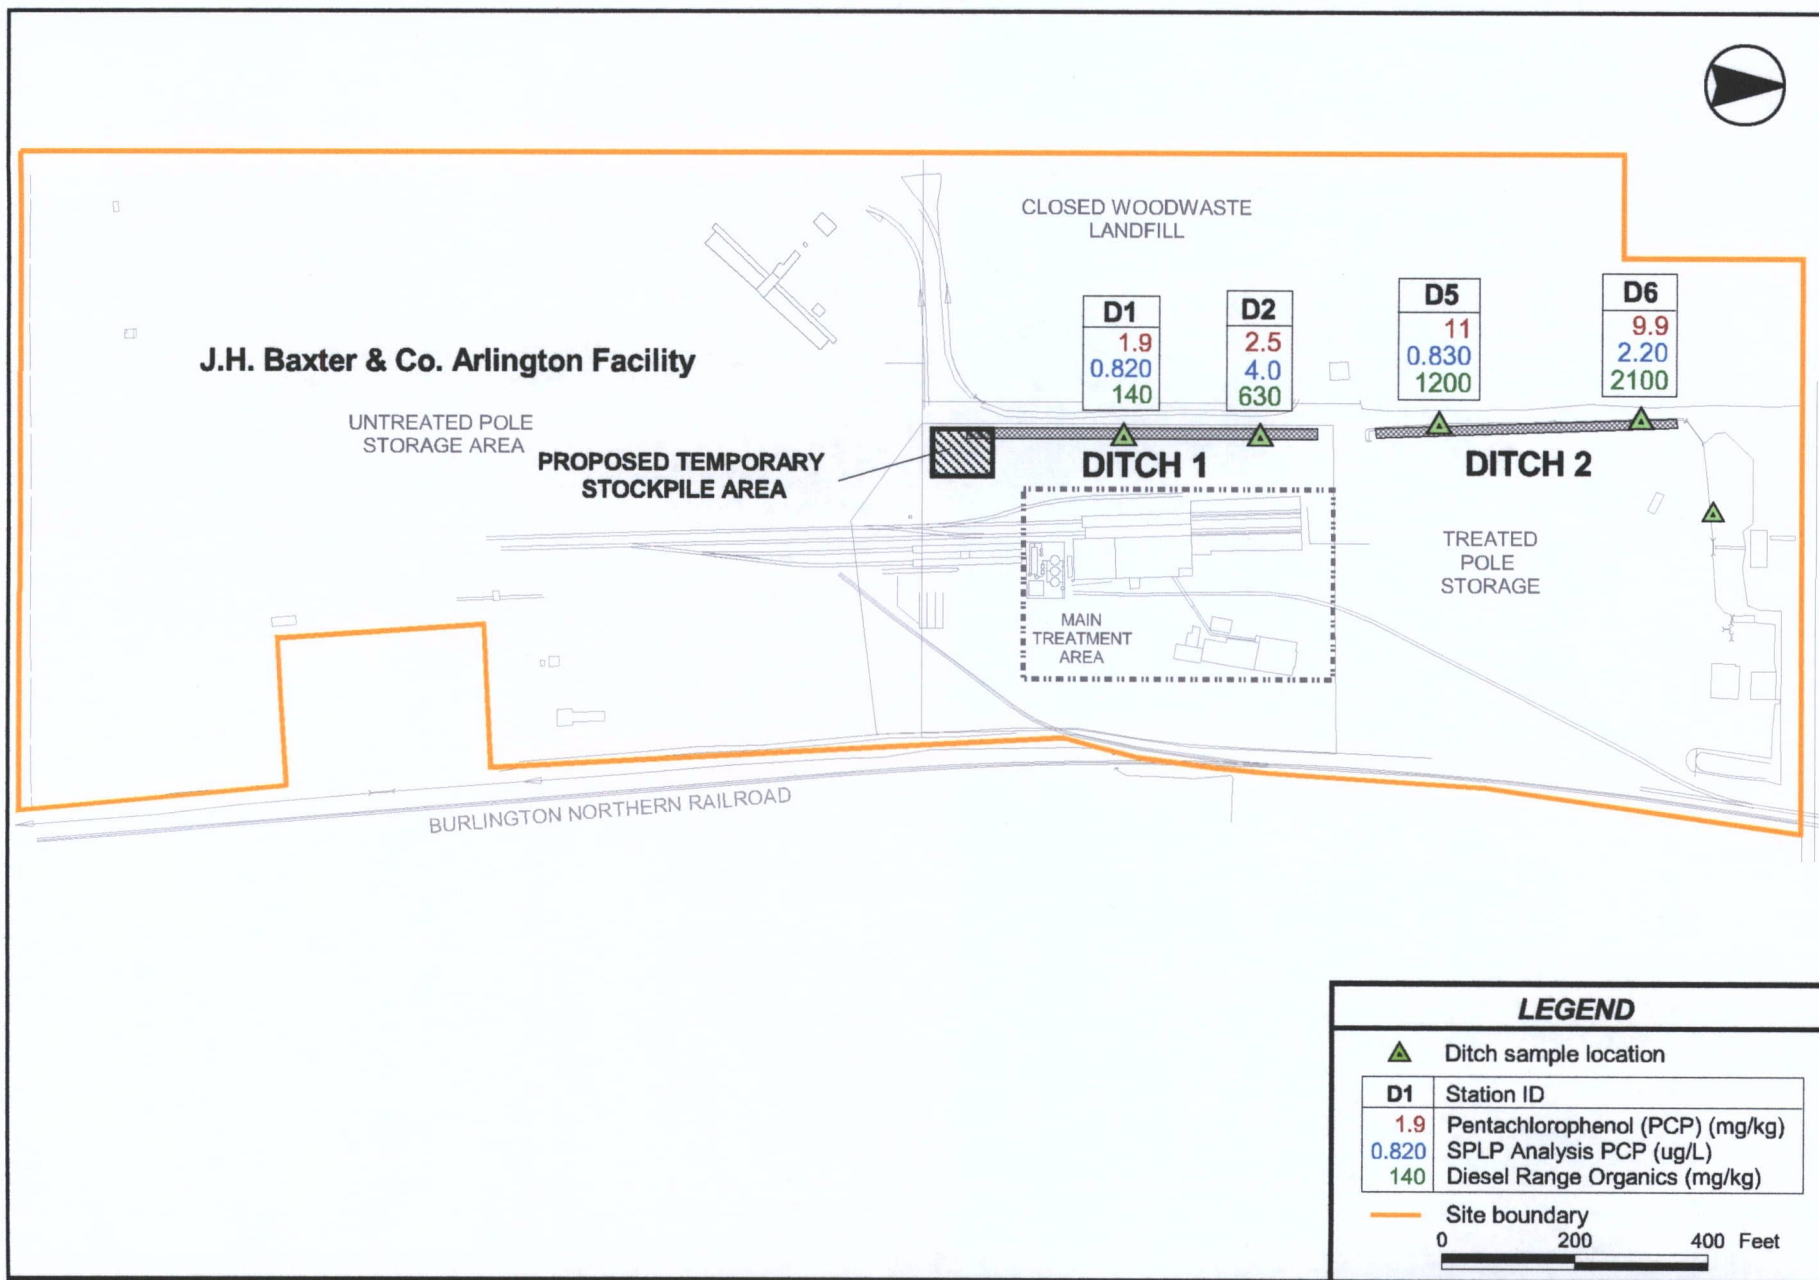 CLOSED WOODWASTE
LANDFILL
D1
1.9
0.820
140
D2
2.5
4.0
630
D5
11
0.830
1200
D6
9.9
2.20
2100
J.H. Baxter & Co. Arlington Facility
UNTREATED POLE
STORAGE AREA
PROPOSED TEMPORARY
STOCKPILE AREA
DITCH 1
DITCH 2
TREATED
POLE
STORAGE
MAIN
TREATMENT
AREA
BURLINGTON NORTHERN RAILROAD
LEGEND
Ditch sample location
D1 Station ID
1.9 Pentachlorophenol (PCP) (mg/kg)
0.820 SPLP Analysis PCP (ug/L)
140 Diesel Range Organics (mg/kg)
Site boundary
0 200 400 Feet